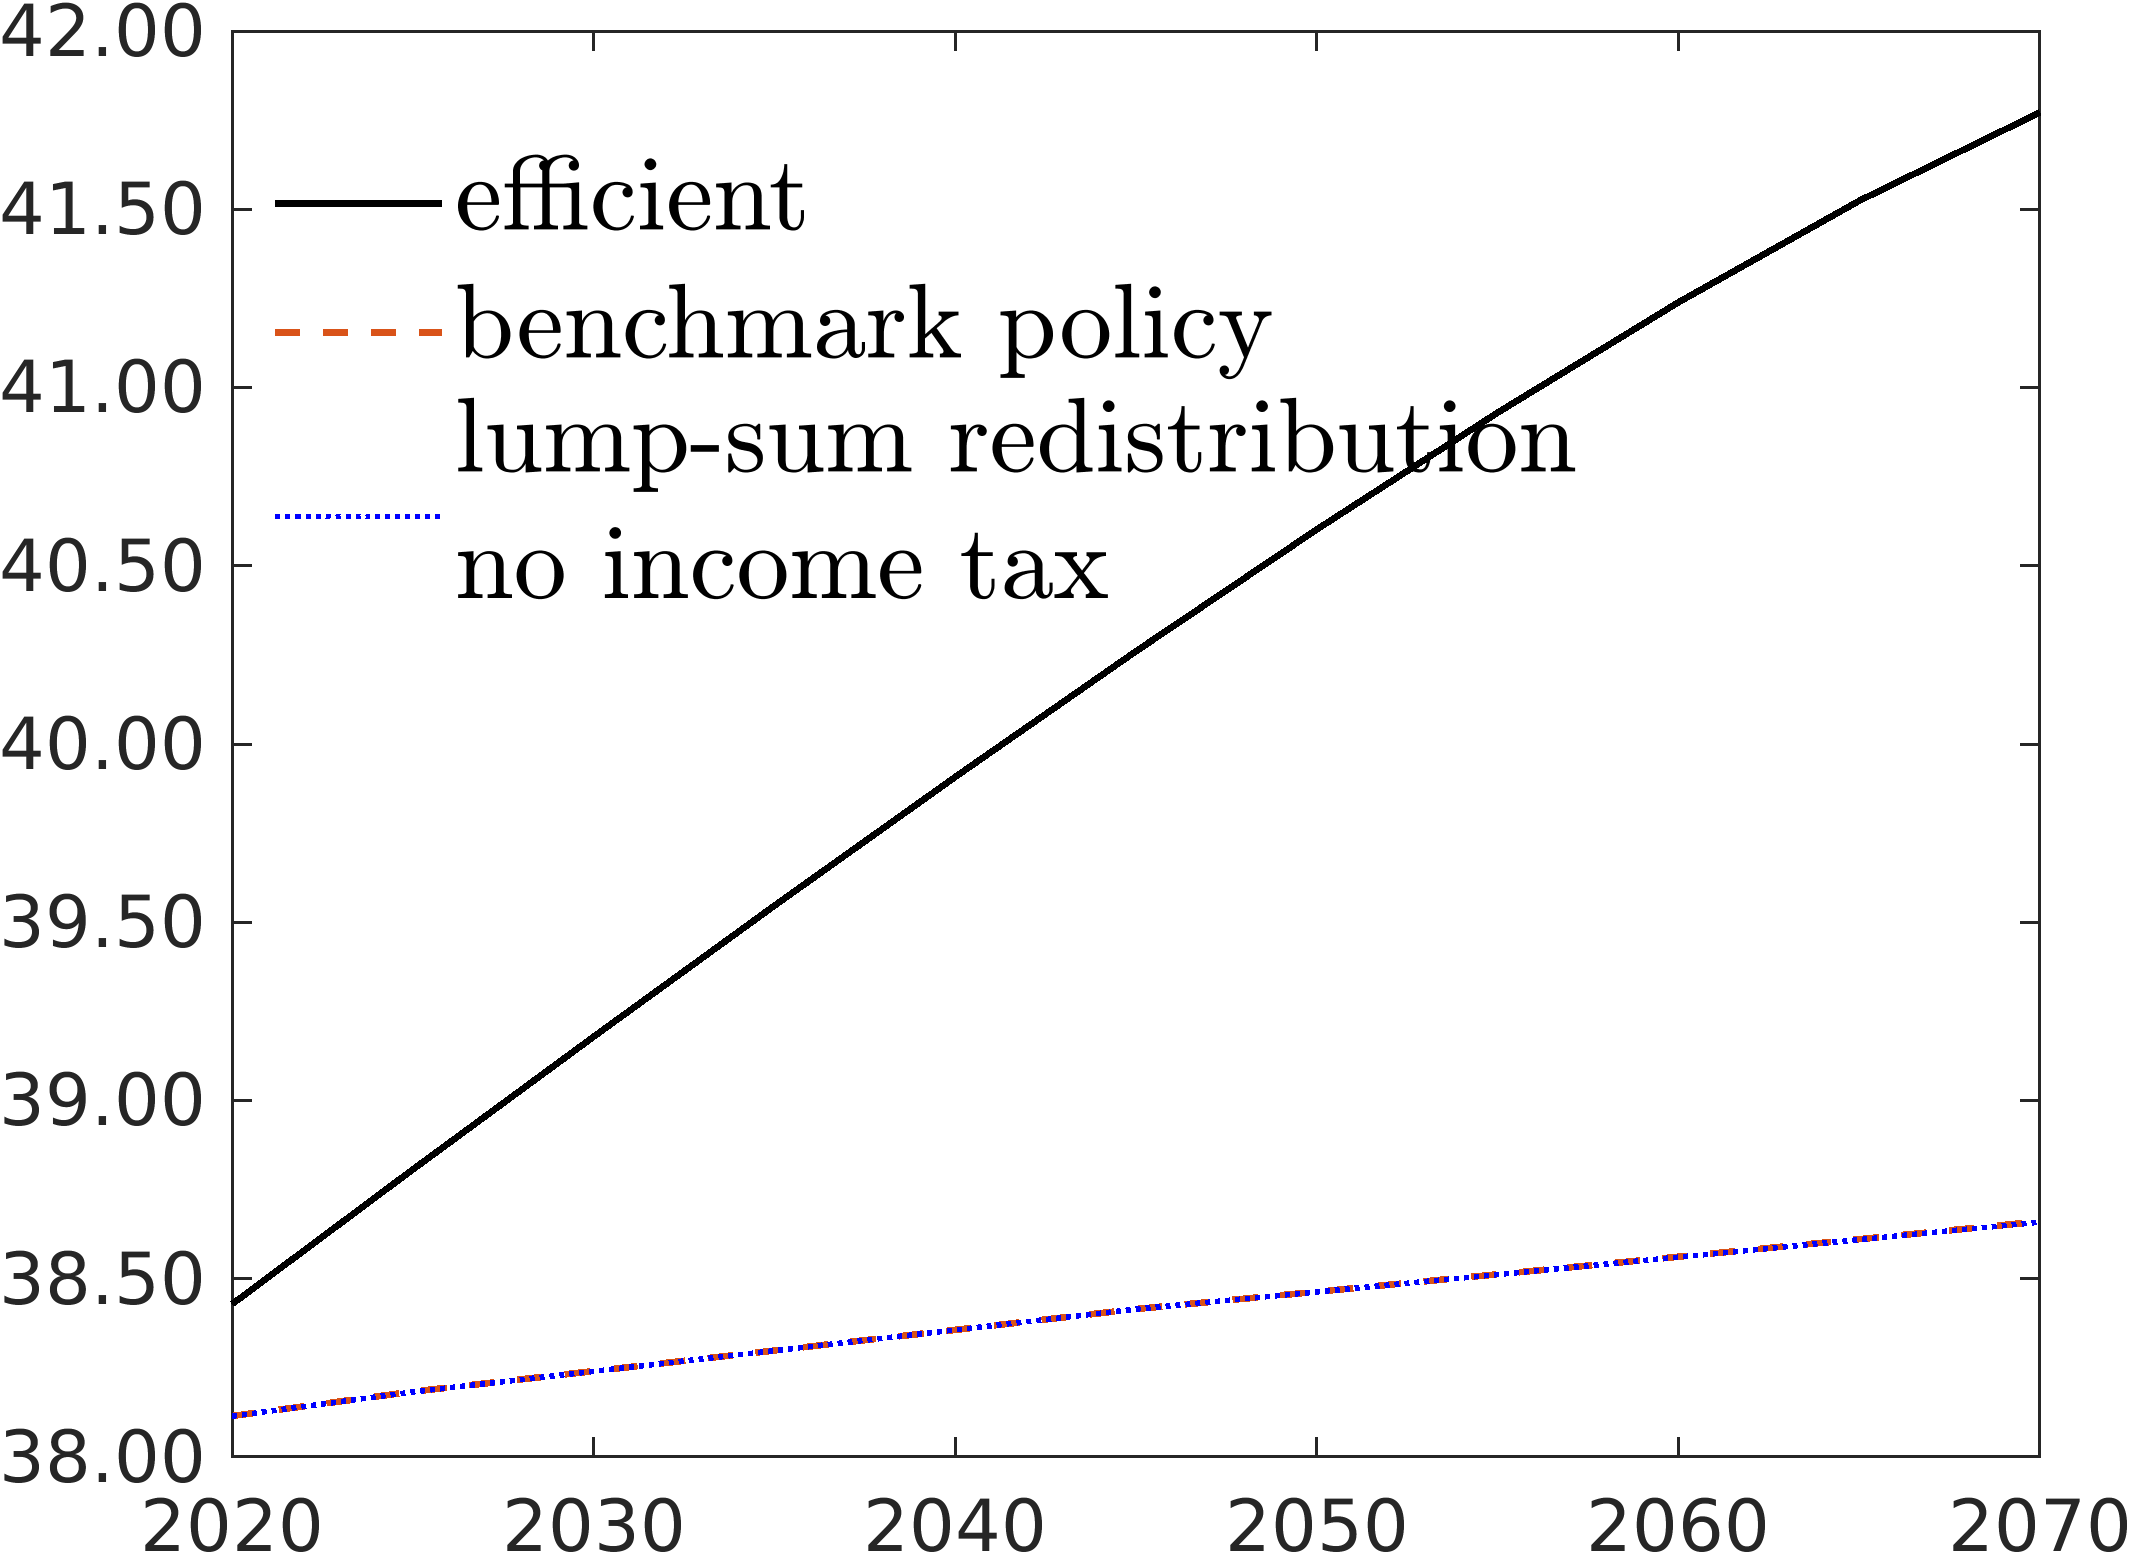 42.00
41.50
41.00
40.50
40.00
39.50
39.00
38.50
38.00
efficient
benchmark policy
lump-sum redistribution
no income tax
2020 2030 2040 2050 2060 2070